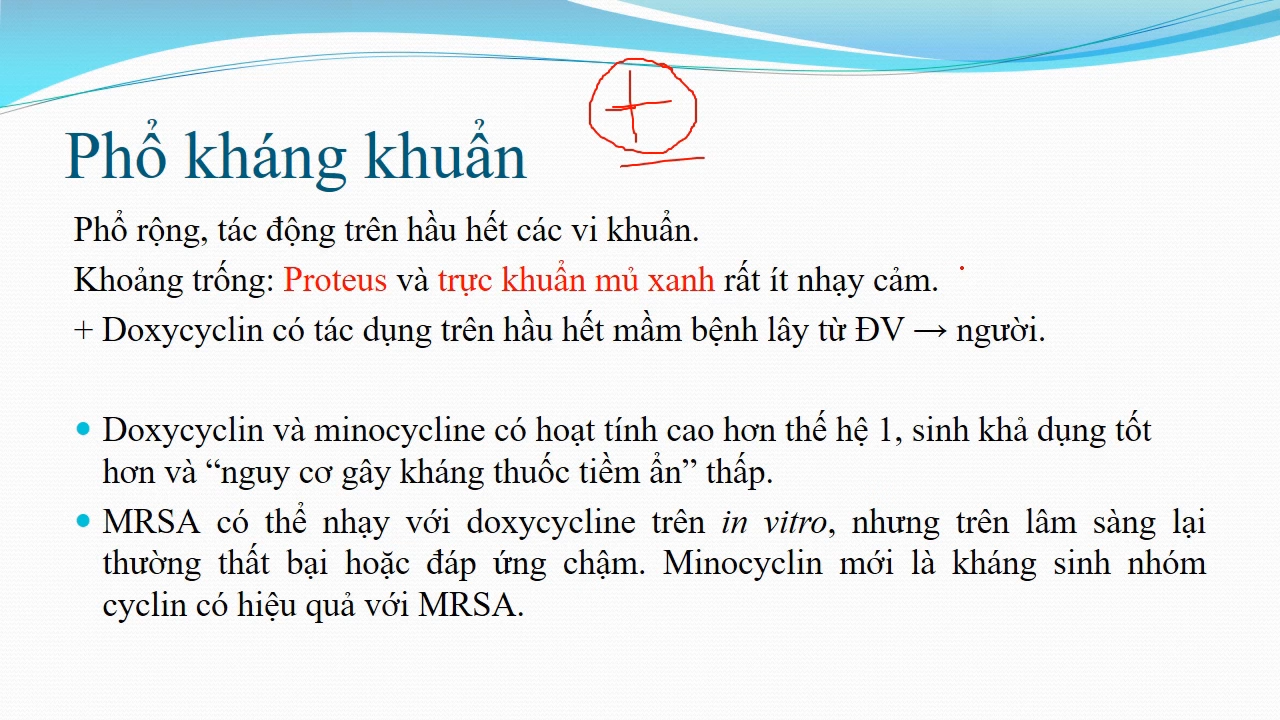 Phổ kháng khuẩn
Phổ rộng, tác động trên hầu hết các vi khuẩn.
Khoảng trống: Proteus và trực khuẩn mủ xanh rất ít nhạy cảm.
+ Doxycyclin có tác dụng trên hầu hết mầm bệnh lây từ ĐV → người.
• Doxycyclin và minocycline có hoạt tính cao hơn thế hệ 1, sinh khả dụng tốt
hơn và “nguy cơ gây kháng thuốc tiềm ẩn” thấp.
• MRSA có thể nhạy với doxycycline trên in vitro, nhưng trên lâm sàng lại
thường thất bại hoặc đáp ứng chậm. Minocyclin mới là kháng sinh nhóm
cyclin có hiệu quả với MRSA.